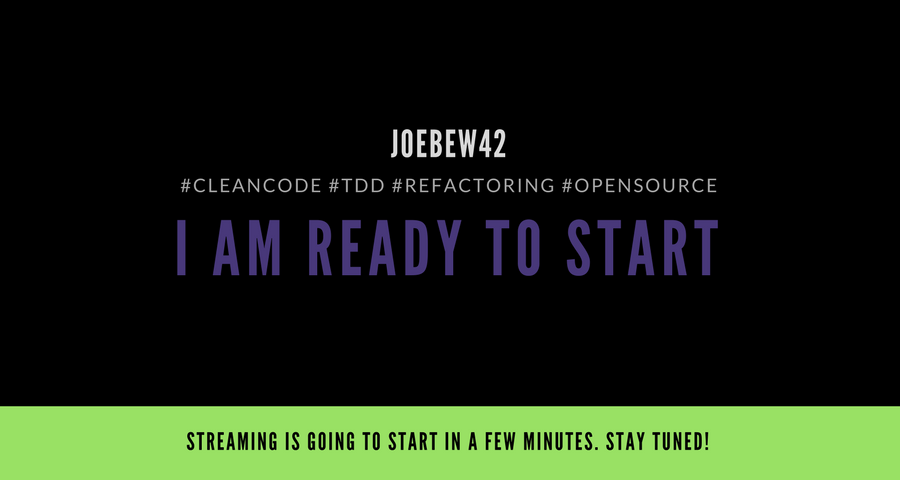 JOEBEW42
#CLEANCODE #TDD #REFACTORING #OPENSOURCE
I AM READY TO START
STREAMING IS GOING TO START IN A FEW MINUTES. STAY TUNED!